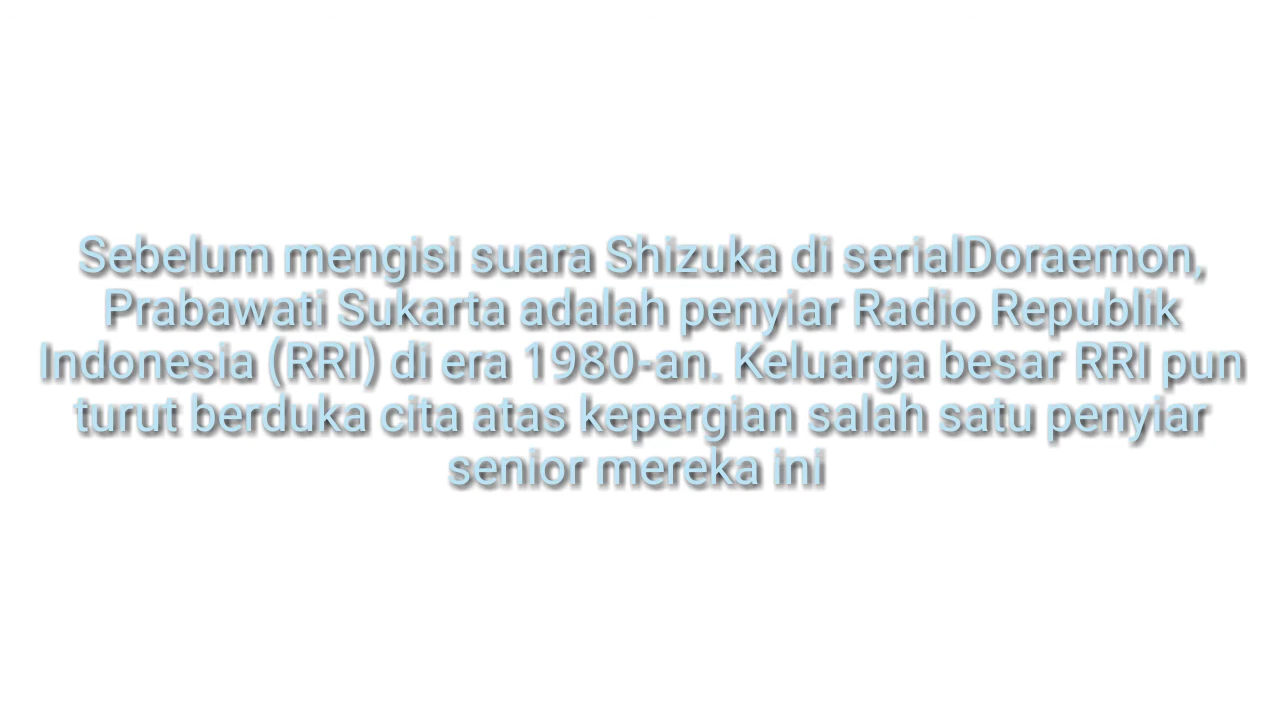 Sebelum mengisi suara Shizuka di serialDoraemon,
Prabawati Sukarta adalah penyiar Radio Republik
Indonesia (RRI) di era 1980-an. Keluarga besar RRI pun
turut berduka cita atas kepergian salah satu penyiar
senior mereka ini